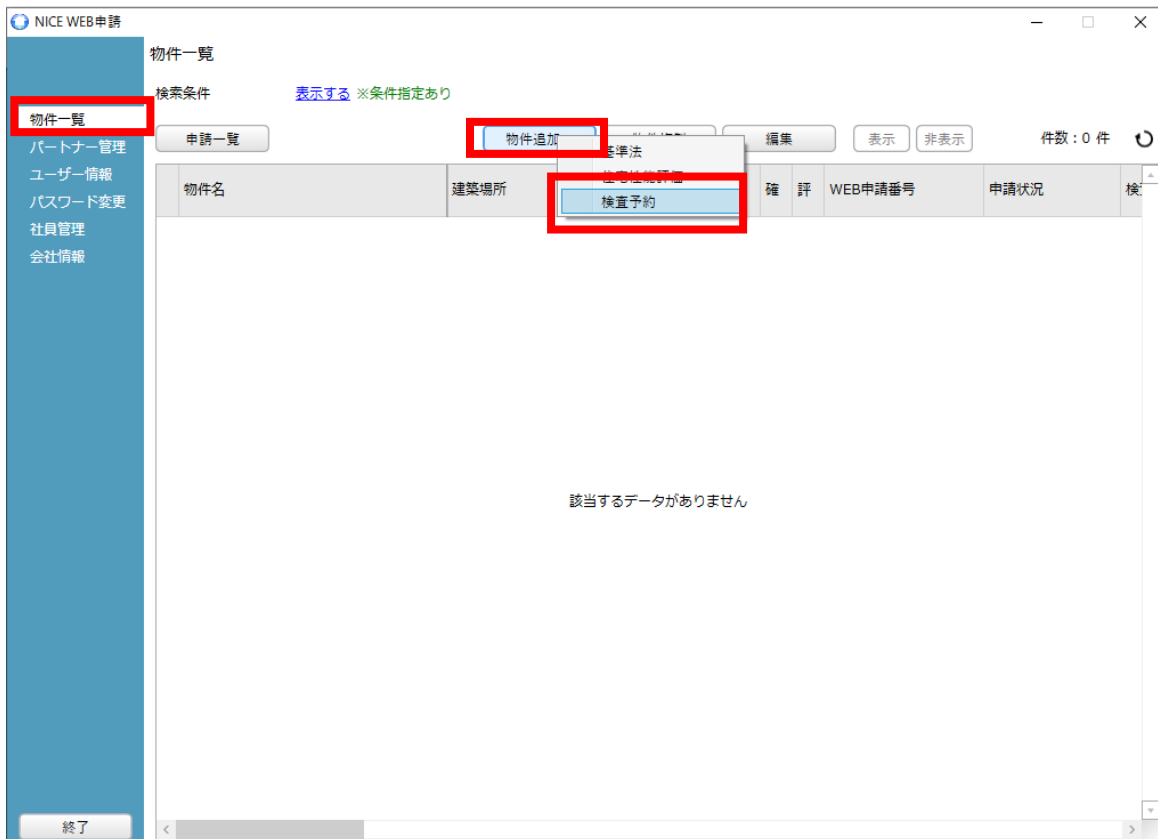 NICE WEB申請
物件一覧
検索条件 表示する ※条件指定あり
物件一覧
パートナー管理
ユーザー情報
パスワード変更
社員管理
会社情報
申請一覧 物件追加 編集 表示 非表示 件数：0 件
基準法
住宅性能評価
検査予約
物件名 建築場所 確 評 WEB申請番号 申請状況
該当するデータがありません
終了